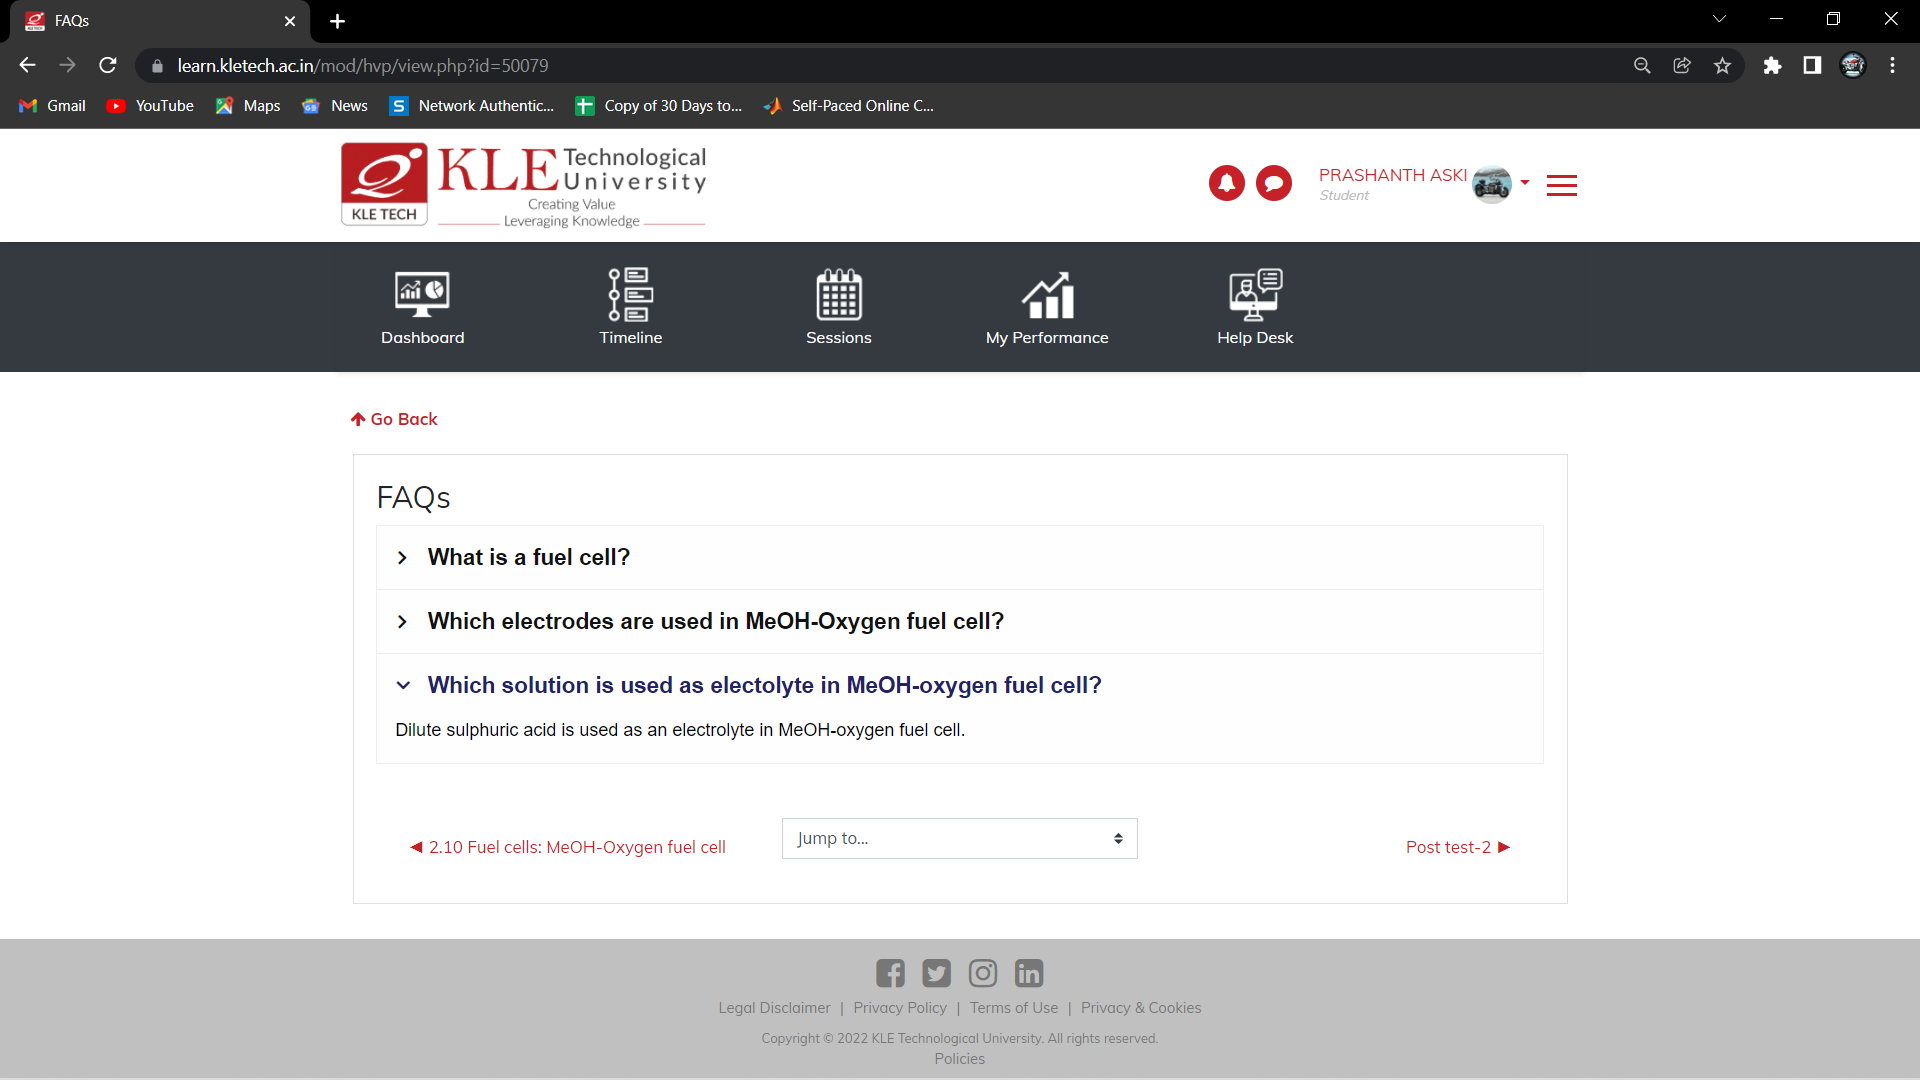 FAQs
learn.kletech.ac.in/mod/hvp/view.php?id=50079
Gmail YouTube Maps News Network Authentic... Copy of 30 Days to... Self-Paced Online C...
KLE TECH
KLE Technological University
Creating Value
Leveraging Knowledge
PRASHANTH ASKI
Student
Dashboard Timeline Sessions My Performance Help Desk
Go Back
FAQs
What is a fuel cell?
Which electrodes are used in MeOH-Oxygen fuel cell?
Which solution is used as electolyte in MeOH-oxygen fuel cell?
Dilute sulphuric acid is used as an electrolyte in MeOH-oxygen fuel cell.
◄ 2.10 Fuel cells: MeOH-Oxygen fuel cell
Jump to...
Post test-2 ►
Legal Disclaimer | Privacy Policy | Terms of Use | Privacy & Cookies
Copyright © 2022 KLE Technological University. All rights reserved.
Policies